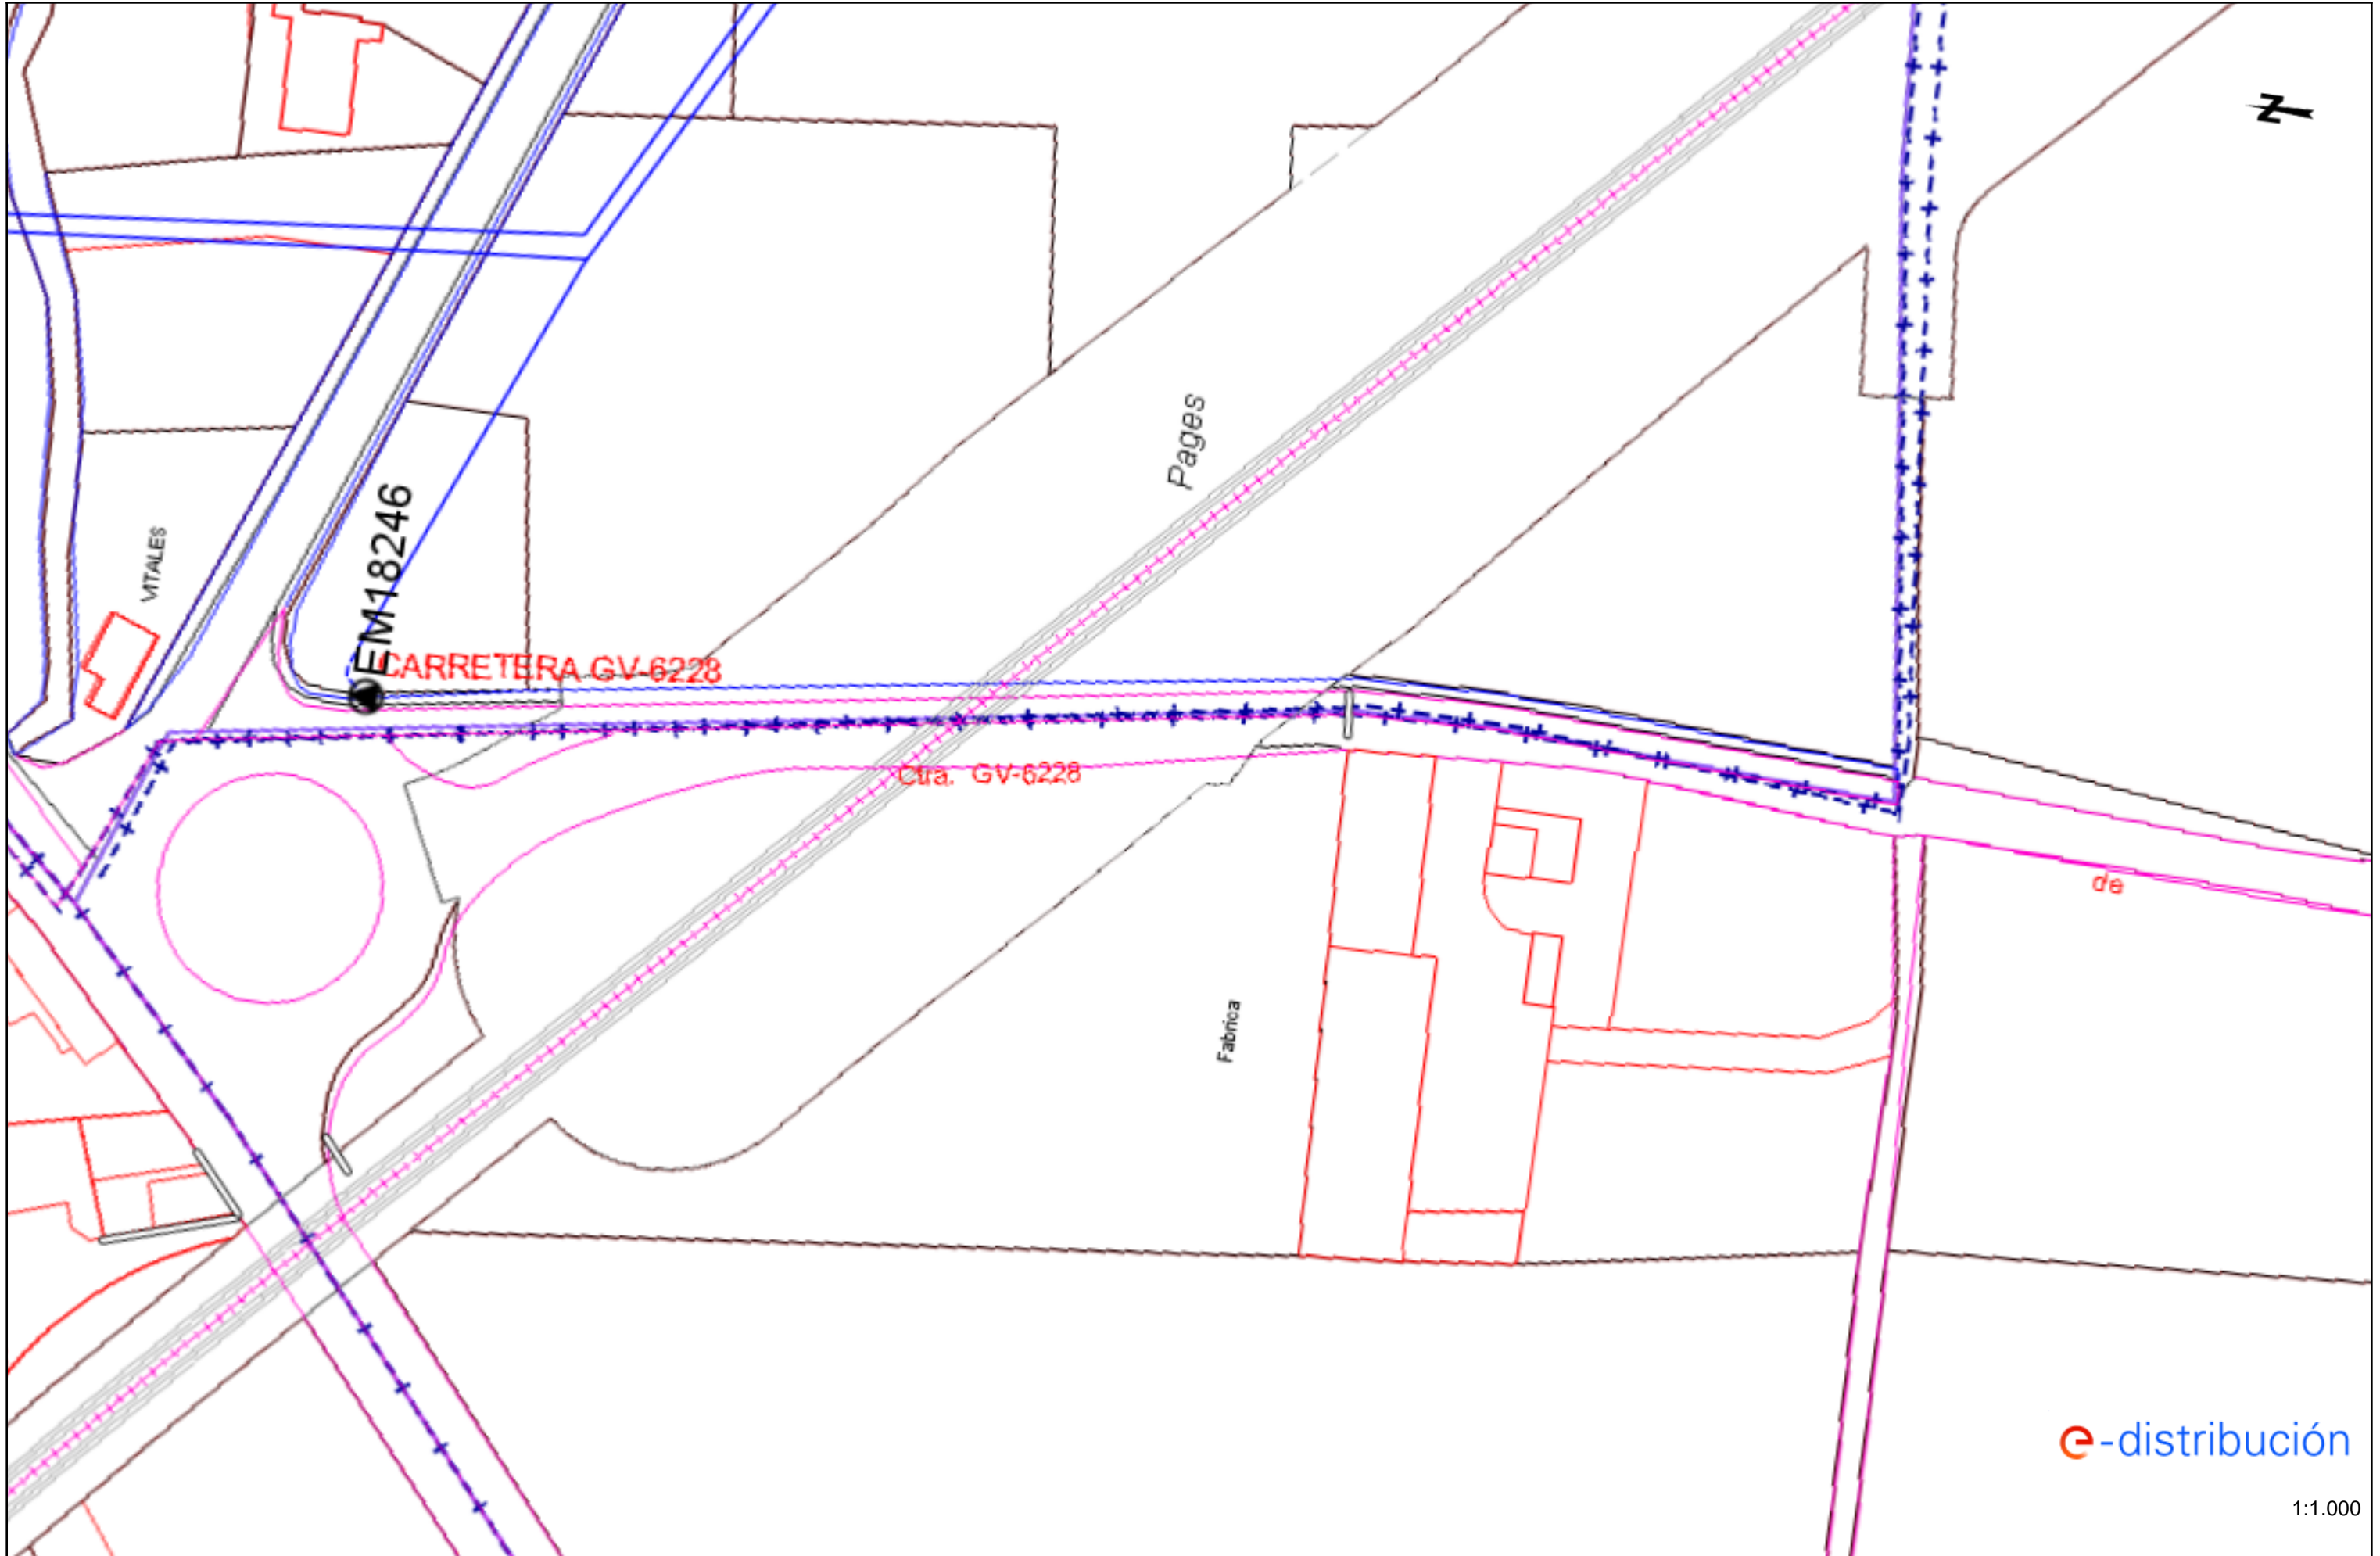 N
Pages
EM18246
VITALES
CARRETERA GV-6228
Ctra. GV-6228
de
Fabrica
e-distribución
1:1.000